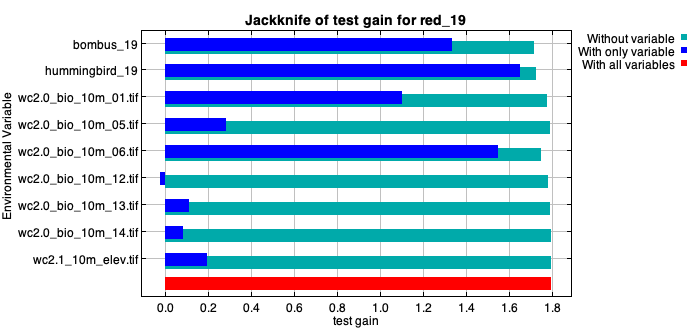 Jackknife of test gain for red_19
Without variable
With only variable
With all variables
Environmental Variable
bombus_19
hummingbird_19
wc2.0_bio_10m_01.tif
wc2.0_bio_10m_05.tif
wc2.0_bio_10m_06.tif
wc2.0_bio_10m_12.tif
wc2.0_bio_10m_13.tif
wc2.0_bio_10m_14.tif
wc2.1_10m_elev.tif
0.0 0.2 0.4 0.6 0.8 1.0 1.2 1.4 1.6 1.8
test gain